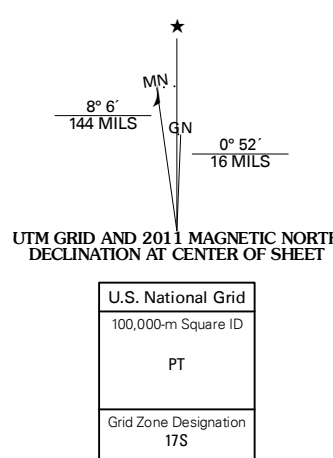 ★
MN
8° 6´
144 MILS
GN
0° 52´
16 MILS
UTM GRID AND 2011 MAGNETIC NORTH
DECLINATION AT CENTER OF SHEET
U.S. National Grid
100,000-m Square ID
PT
Grid Zone Designation
17S